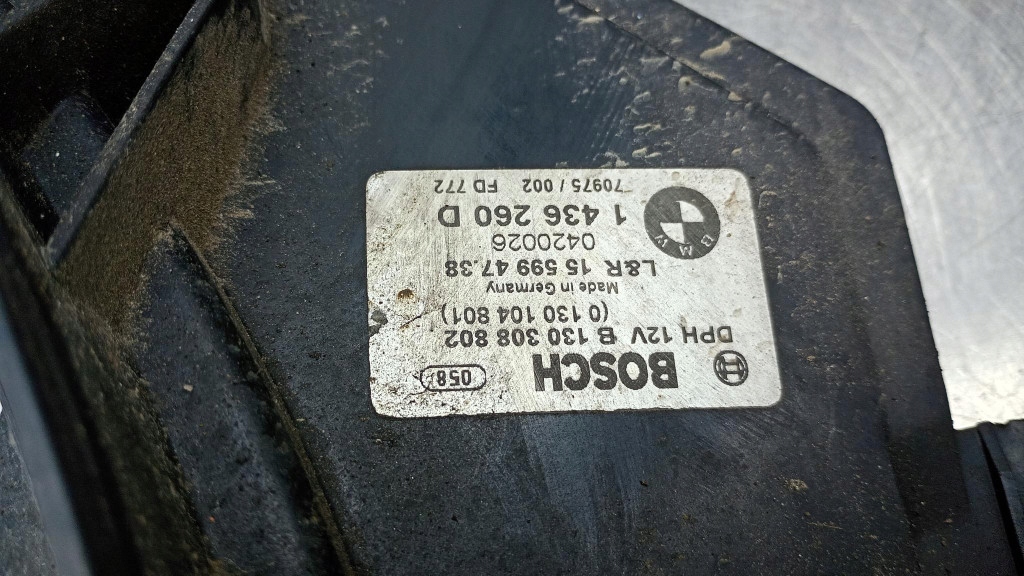 BOSCH 058
DPH 12V B 130 308 802
(0 130 104 801)
Made in Germany
L&R 15 599 47.38
0420026
BMW 1 436 260 D
70975 / 002 FD 772